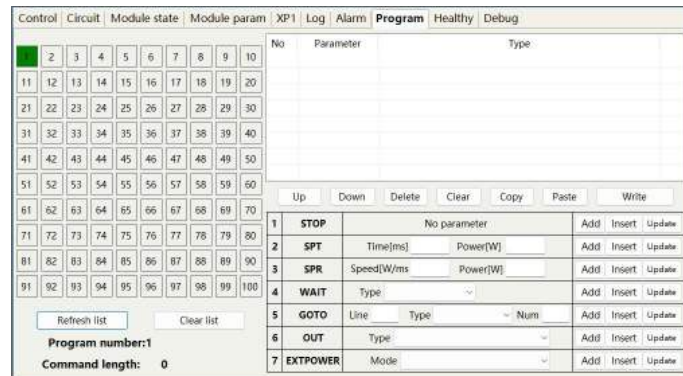 Control Circuit Module state Module param XP1 Log Alarm Program Healthy Debug
No Parameter Type
1 2 3 4 5 6 7 8 9 10
11 12 13 14 15 16 17 18 19 20
21 22 23 24 25 26 27 28 29 30
31 32 33 34 35 36 37 38 39 40
41 42 43 44 45 46 47 48 49 50
51 52 53 54 55 56 57 58 59 60
61 62 63 64 65 66 67 68 69 70
71 72 73 74 75 76 77 78 79 80
81 82 83 84 85 86 87 88 89 90
91 92 93 94 95 96 97 98 99 100
Refresh list Clear list
Program number:1
Command length: 0
Up Down Delete Clear Copy Paste Write
1 STOP No parameter Add Insert Update
2 SPT Time[ms] Power[W] Add Insert Update
3 SPR Speed[W/ms Power[W] Add Insert Update
4 WAIT Type Add Insert Update
5 GOTO Line Type Num Add Insert Update
6 OUT Type Add Insert Update
7 EXTPOWER Mode Add Insert Update